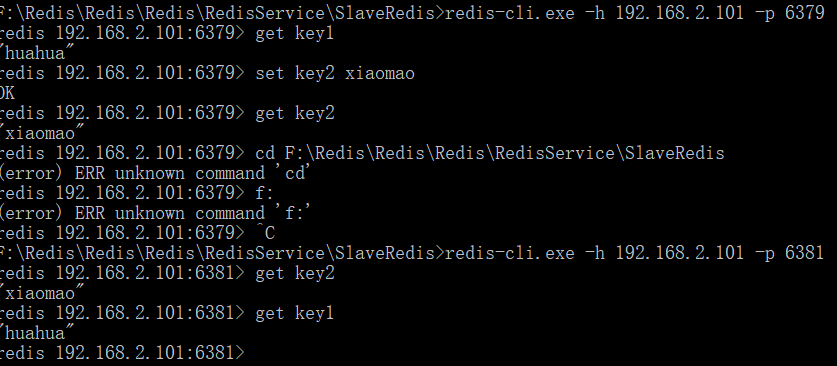 F:\Redis\Redis\Redis\RedisService\SlaveRedis>redis-cli.exe -h 192.168.2.101 -p 6379
redis 192.168.2.101:6379> get key1
"huahua"
redis 192.168.2.101:6379> set key2 xiaomao
OK
redis 192.168.2.101:6379> get key2
"xiaomao"
redis 192.168.2.101:6379> cd F:\Redis\Redis\Redis\RedisService\SlaveRedis
(error) ERR unknown command 'cd'
redis 192.168.2.101:6379> f:
(error) ERR unknown command 'f:'
redis 192.168.2.101:6379> ^C
F:\Redis\Redis\Redis\RedisService\SlaveRedis>redis-cli.exe -h 192.168.2.101 -p 6381
redis 192.168.2.101:6381> get key2
"xiaomao"
redis 192.168.2.101:6381> get key1
"huahua"
redis 192.168.2.101:6381>